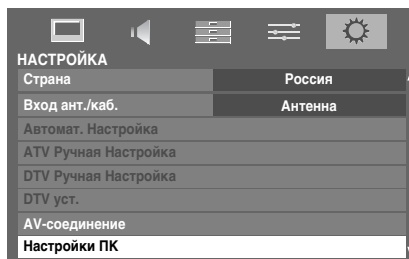 НАСТРОЙКА
Страна Россия
Вход ант./каб. Антенна
Автомат. Настройка
ATV Ручная Настройка
DTV Ручная Настройка
DTV уст.
AV-соединение
Настройки ПК